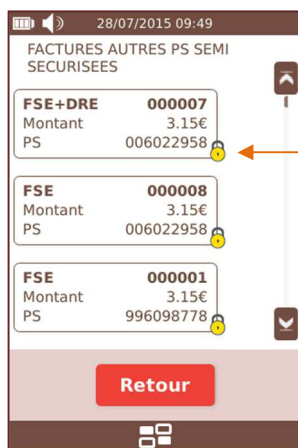 28/07/2015 09:49
FACTURES AUTRES PS SEMI
SECURISEES
FSE+DRE 000007
Montant 3.15€
PS 006022958
FSE 000008
Montant 3.15€
PS 006022958
FSE 000001
Montant 3.15€
PS 996098778
Retour